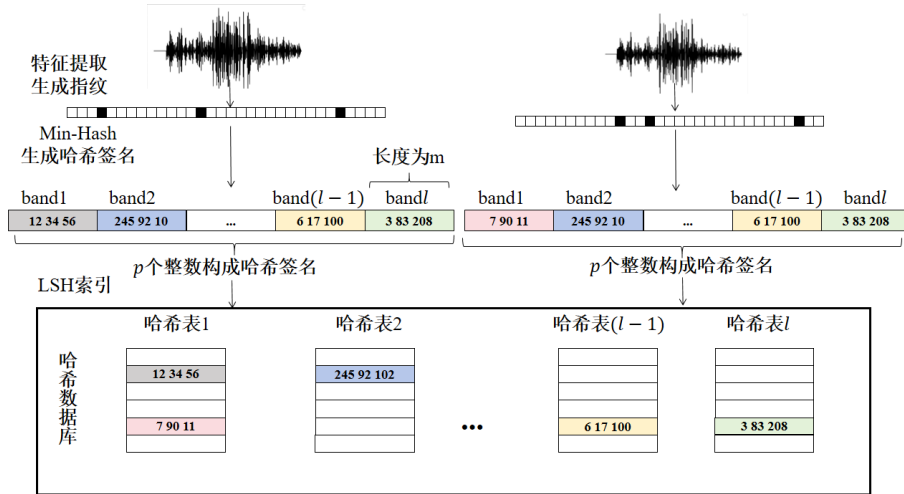 特征提取
生成指纹
Min-Hash
生成哈希签名
长度为m
band1 band2 band(l − 1) bandl
12 34 56 245 92 10 ... 6 17 100 3 83 208
band1 band2 band(l − 1) bandl
7 90 11 245 92 10 ... 6 17 100 3 83 208
p个整数构成哈希签名 p个整数构成哈希签名
LSH索引
哈希表1 哈希表2 哈希表(l − 1) 哈希表l
哈希数据库
12 34 56 245 92 102
7 90 11 ... 6 17 100 3 83 208